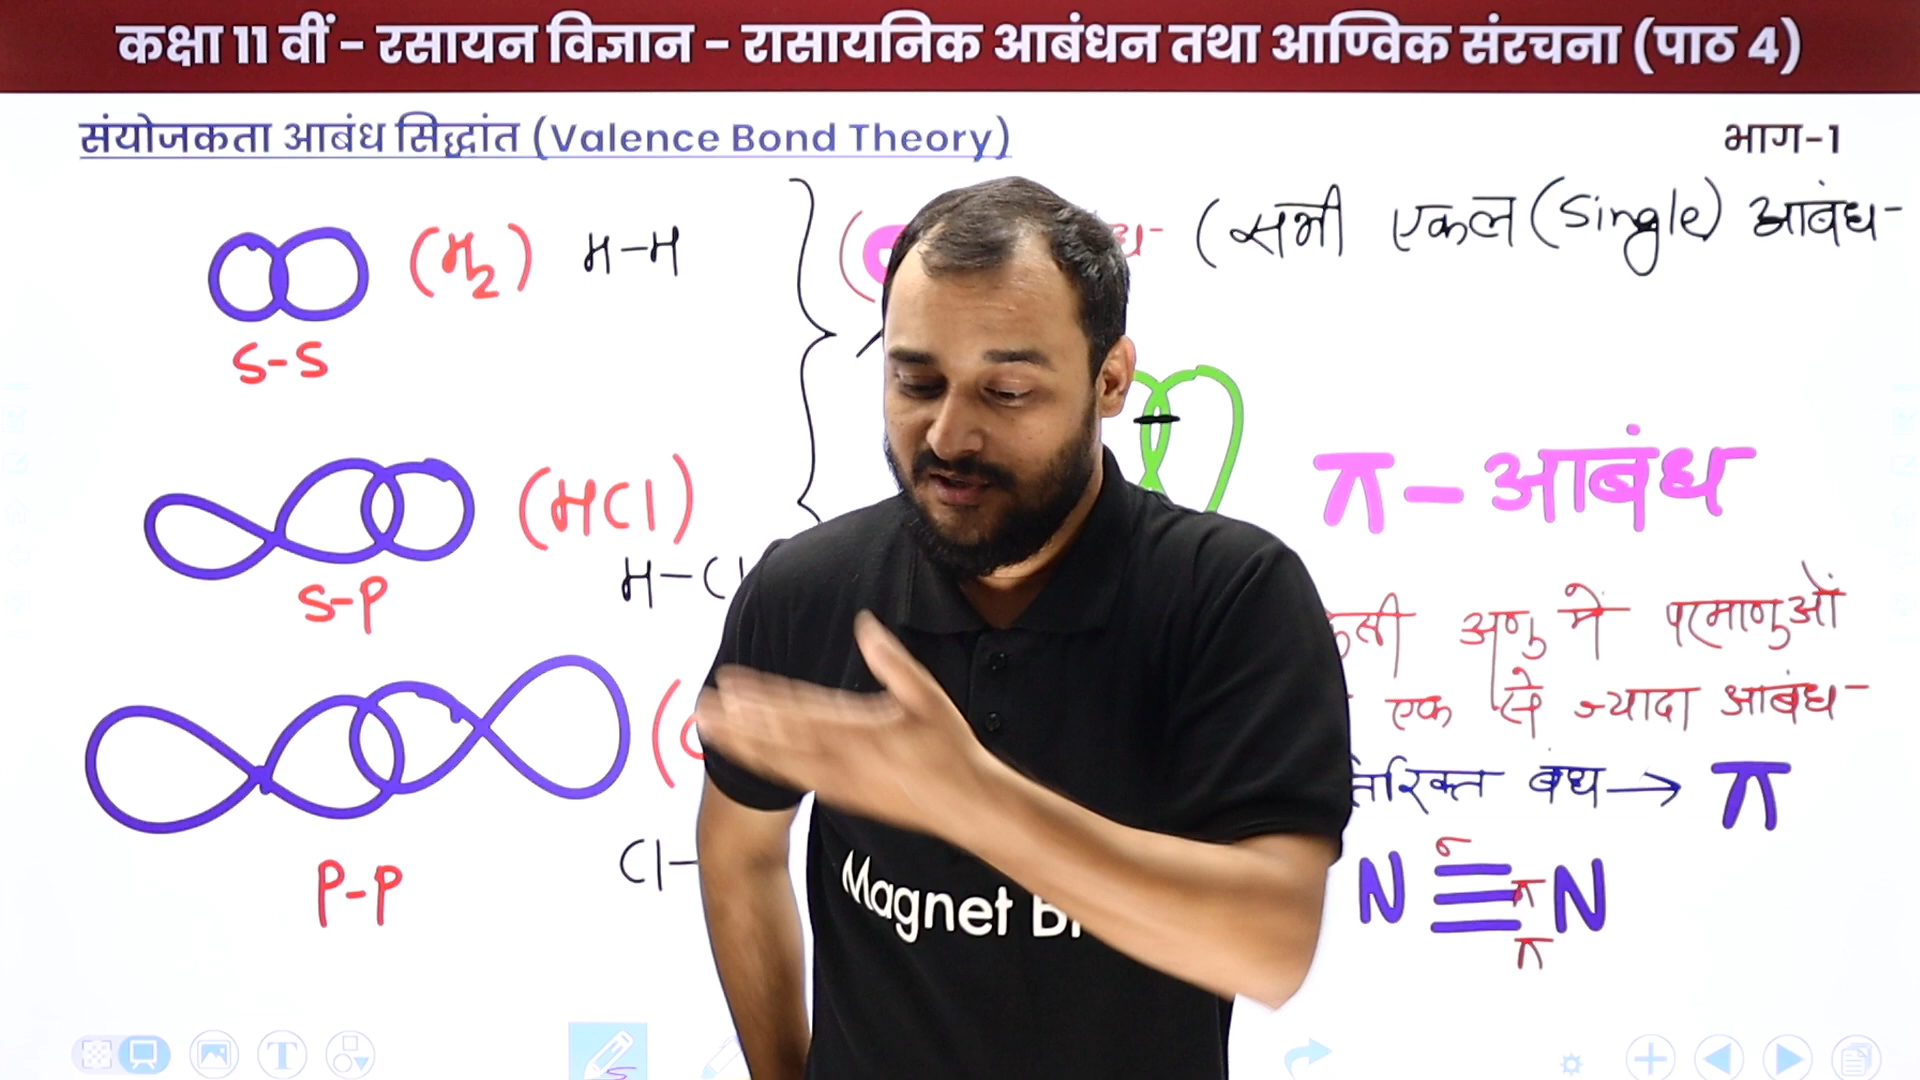 कक्षा 11 वीं - रसायन विज्ञान - रासायनिक आबंधन तथा आण्विक संरचना (पाठ 4)
संयोजकता आबंध सिद्धांत (Valence Bond Theory)
भाग-1
(H2) H-H
S-S
(सभी एकल (Single) आबंध-
(HCl)
H-Cl
S-P
π-आबंध
अणु में परमाणुओं
एक से ज्यादा आबंध-
बंध → π
P-P
Cl-
σ
N≡N
π
π
Magnet
T